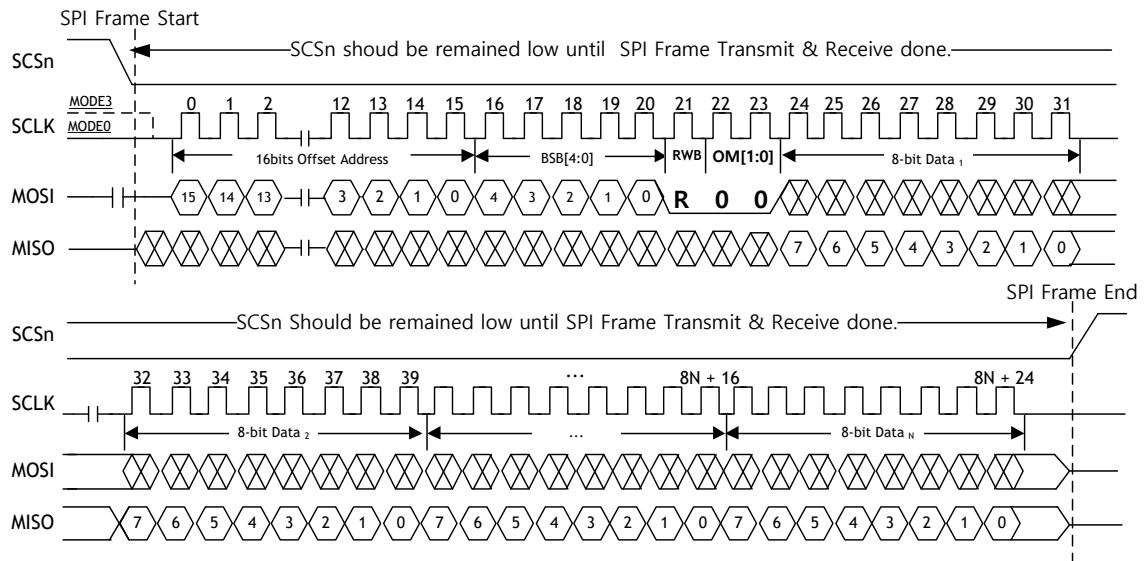 SPI Frame Start
SCSn shoud be remained low until SPI Frame Transmit & Receive done.
SCSn
MODE3
0 1 2 12 13 14 15 16 17 18 19 20 21 22 23 24 25 26 27 28 29 30 31
SCLK
MODE0
16bits Offset Address BSB[4:0] RWB OM[1:0] 8-bit Data 1
MOSI 15 14 13 3 2 1 0 4 3 2 1 0 R 0 0
MISO 7 6 5 4 3 2 1 0
SPI Frame End
SCSn Should be remained low until SPI Frame Transmit & Receive done.
SCSn
32 33 34 35 36 37 38 39 ... 8N + 16 8N + 24
SCLK
8-bit Data 2 ... 8-bit Data N
MOSI
MISO 7 6 5 4 3 2 1 0 7 6 5 4 3 2 1 0 7 6 5 4 3 2 1 0